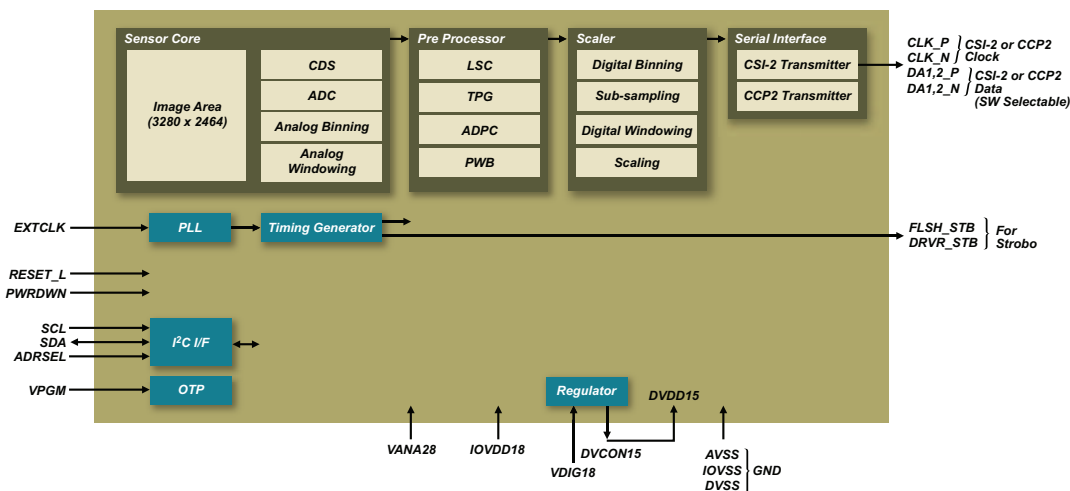 Sensor Core
Image Area
(3280 x 2464)
CDS
ADC
Analog Binning
Analog
Windowing
Pre Processor
LSC
TPG
ADPC
PWB
Scaler
Digital Binning
Sub-sampling
Digital Windowing
Scaling
Serial Interface
CSI-2 Transmitter
CCP2 Transmitter
CLK_P
CLK_N
CSI-2 or CCP2
Clock
DA1,2_P
DA1,2_N
CSI-2 or CCP2
Data
(SW Selectable)
EXTCLK
PLL
Timing Generator
FLSH_STB
DRVR_STB
For
Strobo
RESET_L
PWRDWN
SCL
SDA
ADRSEL
I²C I/F
VPGM
OTP
Regulator
DVDD15
VANA28
IOVDD18
VDIG18
DVCON15
AVSS
IOVSS
DVSS
GND